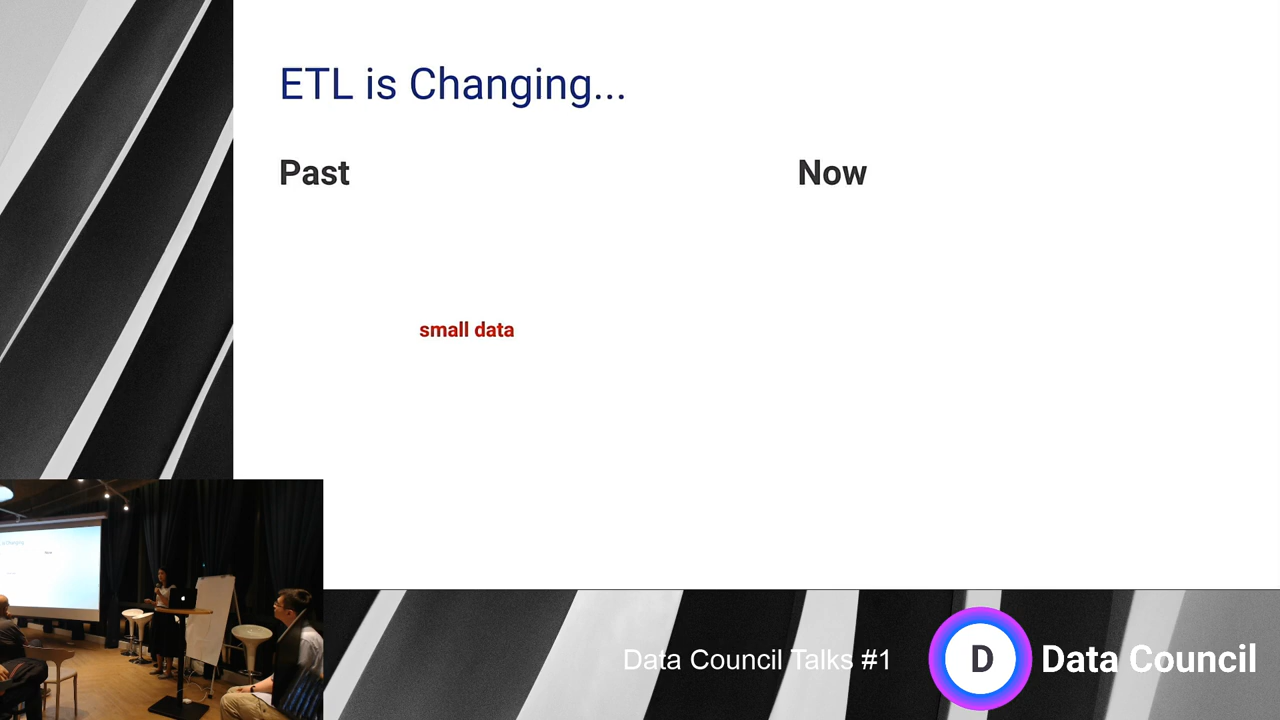 ETL is Changing...
Past
Now
small data
Data Council Talks #1
D
Data Council